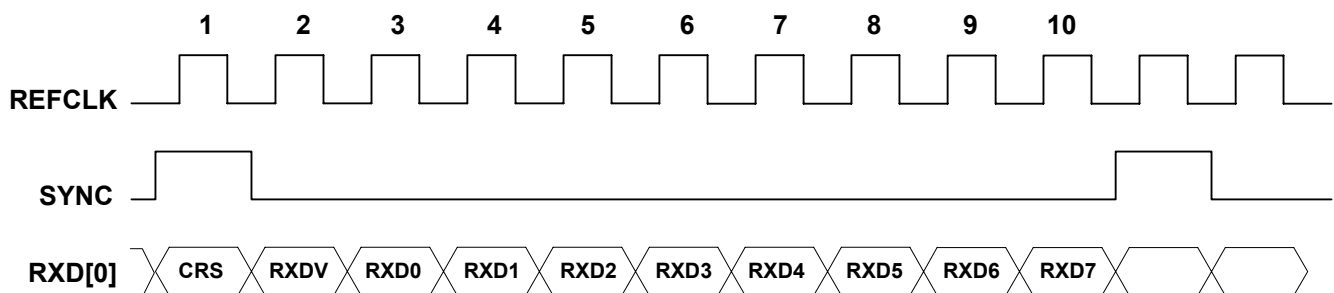 1 2 3 4 5 6 7 8 9 10
REFCLK
SYNC
RXD[0] CRS RXDV RXD0 RXD1 RXD2 RXD3 RXD4 RXD5 RXD6 RXD7